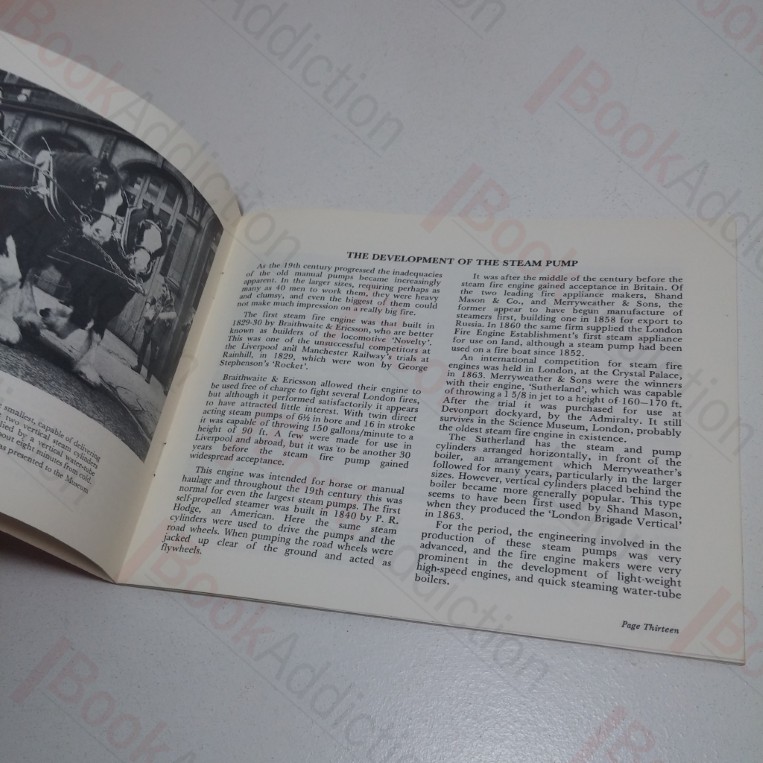 smallest, capable of delivering
two vertical steam cylinders
by a vertical water-tube
about eight minutes from cold.
as presented to the Museum
THE DEVELOPMENT OF THE STEAM PUMP
As the 19th century progressed the inadequacies
of the old manual pumps became increasingly
apparent. In the larger sizes, requiring perhaps as
many as 40 men to work them, they were heavy
and clumsy, and even the biggest of them could
not make much impression on a really big fire.
The first steam fire engine was that built in
1829-30 by Braithwaite & Ericsson, who are better
known as builders of the locomotive 'Novelty'.
This was one of the unsuccessful competitors at
the Liverpool and Manchester Railway's trials at
Rainhill, in 1829, which were won by George
Stephenson's 'Rocket'.
Braithwaite & Ericsson allowed their engine to
be used free of charge to fight several London fires,
but although it performed satisfactorily it appears
to have attracted little interest. With twin direct
acting steam pumps of 6½ in bore and 16 in stroke
it was capable of throwing 150 gallons/minute to a
height of 90 ft. A few were made for use in
Liverpool and abroad, but it was to be another 30
years before the steam fire pump gained
widespread acceptance.
This engine was intended for horse or manual
haulage and throughout the 19th century this was
normal for even the largest steam pumps. The first
self-propelled steamer was built in 1840 by P. R.
Hodge, an American. Here the same steam
cylinders were used to drive the pumps and the
road wheels. When pumping the road wheels were
jacked up clear of the ground and acted as
flywheels.
It was after the middle of the century before the
steam fire engine gained acceptance in Britain. Of
the two leading fire appliance makers, Shand
Mason & Co., and Merryweather & Sons, the
former appear to have begun manufacture of
steamers first, building one in 1858 for export to
Russia. In 1860 the same firm supplied the London
Fire Engine Establishment's first steam appliance
for use on land, although a steam pump had been
used on a fire boat since 1852.
An international competition for steam fire
engines was held in London, at the Crystal Palace,
in 1863. Merryweather & Sons were the winners
with their engine, 'Sutherland', which was capable
of throwing a 1 5/8 in jet to a height of 160—170 ft.
After the trial it was purchased for use at
Devonport dockyard, by the Admiralty. It still
survives in the Science Museum, London, probably
the oldest steam fire engine in existence.
The Sutherland has the steam and pump
cylinders arranged horizontally, in front of the
boiler, an arrangement which Merryweather's
followed for many years, particularly in the larger
sizes. However, vertical cylinders placed behind the
boiler became more generally popular. This type
seems to have been first used by Shand Mason,
when they produced the 'London Brigade Vertical'
in 1863.
For the period, the engineering involved in the
production of these steam pumps was very
advanced, and the fire engine makers were very
prominent in the development of light-weight
high-speed engines, and quick steaming water-tube
boilers.
Page Thirteen
BookAddiction